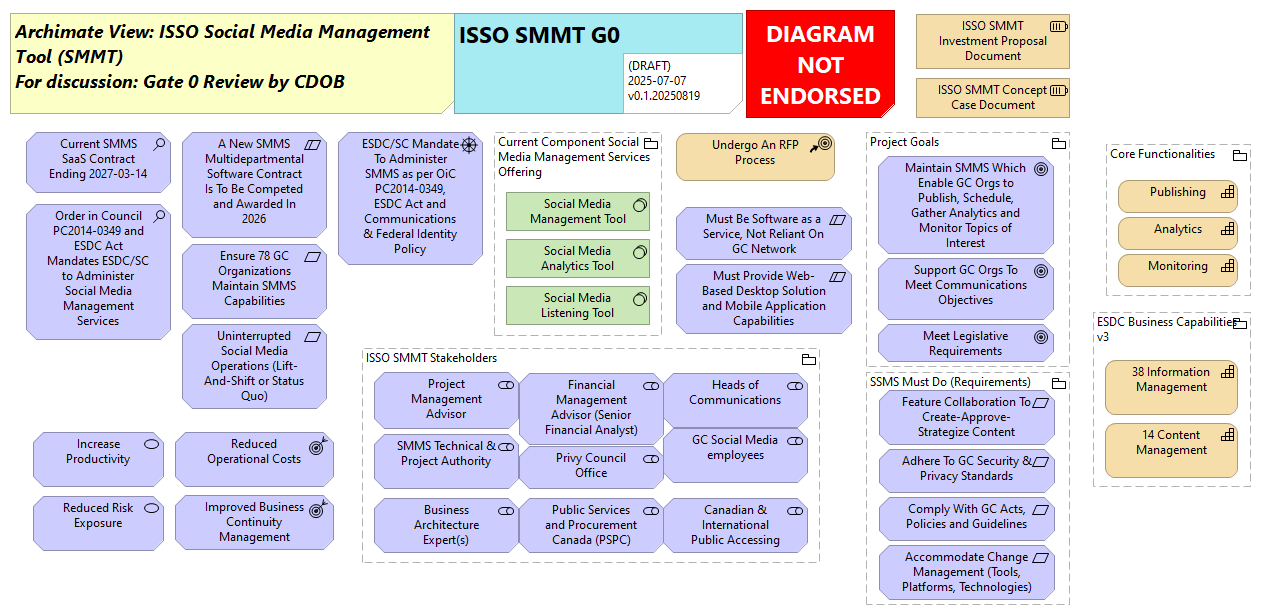 Archimate View: ISSO Social Media Management
Tool (SMMT)
For discussion: Gate 0 Review by CDOB
ISSO SMMT G0
(DRAFT)
2025-07-07
v0.1.20250819
DIAGRAM
NOT
ENDORSED
ISSO SMMT
Investment Proposal
Document
ISSO SMMT Concept
Case Document
Current SMMS
SaaS Contract
Ending 2027-03-14
Order in Council
PC2014-0349 and
ESDC Act
Mandates ESDC/SC
to Administer
Social Media
Management
Services
A New SMMS
Multidepartmental
Software Contract
Is To Be Competed
and Awarded In
2026
Ensure 78 GC
Organizations
Maintain SMMS
Capabilities
Uninterrupted
Social Media
Operations (Lift-
And-Shift or Status
Quo)
ESDC/SC Mandate
To Administer
SMMS as per OiC
PC2014-0349,
ESDC Act and
Communications
& Federal Identity
Policy
Current Component Social
Media Management Services
Offering
Social Media
Management Tool
Social Media
Analytics Tool
Social Media
Listening Tool
Undergo An RFP
Process
Must Be Software as a
Service, Not Reliant On
GC Network
Must Provide Web-
Based Desktop Solution
and Mobile Application
Capabilities
Project Goals
Maintain SMMS Which
Enable GC Orgs to
Publish, Schedule,
Gather Analytics and
Monitor Topics of
Interest
Support GC Orgs To
Meet Communications
Objectives
Meet Legislative
Requirements
Core Functionalities
Publishing
Analytics
Monitoring
ESDC Business Capabilities
v3
38 Information
Management
14 Content
Management
ISSO SMMT Stakeholders
Project
Management
Advisor
Financial
Management
Advisor (Senior
Financial Analyst)
Heads of
Communications
SMMS Technical &
Project Authority
Privy Council
Office
GC Social Media
employees
Business
Architecture
Expert(s)
Public Services
and Procurement
Canada (PSPC)
Canadian &
International
Public Accessing
SSMS Must Do (Requirements)
Feature Collaboration To
Create-Approve-
Strategize Content
Adhere To GC Security &
Privacy Standards
Comply With GC Acts,
Policies and Guidelines
Accommodate Change
Management (Tools,
Platforms, Technologies)
Increase
Productivity
Reduced
Operational Costs
Reduced Risk
Exposure
Improved Business
Continuity
Management